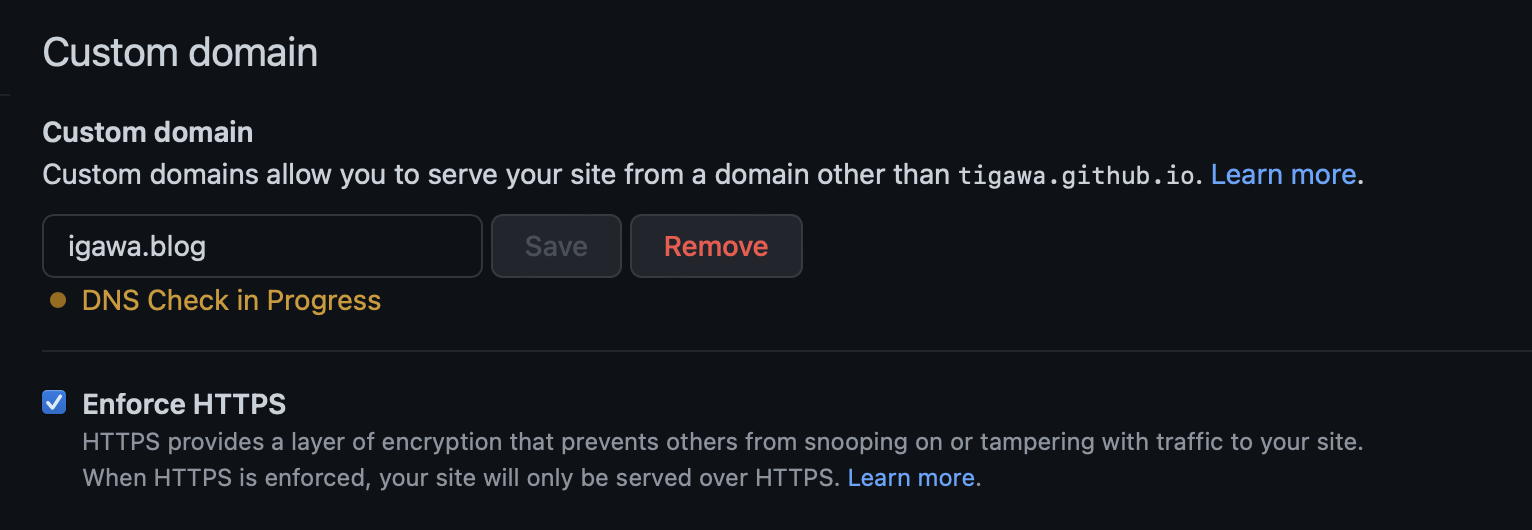 Custom domain
Custom domain
Custom domains allow you to serve your site from a domain other than tigawa.github.io. Learn more.
igawa.blog Save Remove
DNS Check in Progress
Enforce HTTPS
HTTPS provides a layer of encryption that prevents others from snooping on or tampering with traffic to your site.
When HTTPS is enforced, your site will only be served over HTTPS. Learn more.